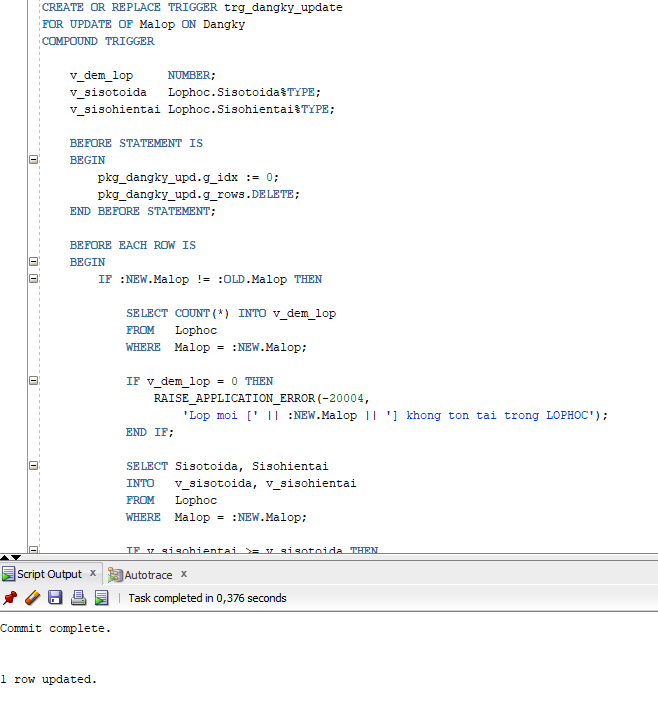 CREATE OR REPLACE TRIGGER trg_dangky_update
FOR UPDATE OF Malop ON Dangky
COMPOUND TRIGGER
v_dem_lop     NUMBER;
v_sisotoida   Lophoc.Sisotoida%TYPE;
v_sisohientai Lophoc.Sisohientai%TYPE;
BEFORE STATEMENT IS
BEGIN
pkg_dangky_upd.g_idx := 0;
pkg_dangky_upd.g_rows.DELETE;
END BEFORE STATEMENT;
BEFORE EACH ROW IS
BEGIN
IF :NEW.Malop != :OLD.Malop THEN
SELECT COUNT(*) INTO v_dem_lop
FROM   Lophoc
WHERE  Malop = :NEW.Malop;
IF v_dem_lop = 0 THEN
RAISE_APPLICATION_ERROR(-20004,
'Lop moi [' || :NEW.Malop || '] khong ton tai trong LOPHOC');
END IF;
SELECT Sisotoida, Sisohientai
INTO   v_sisotoida, v_sisohientai
FROM   Lophoc
WHERE  Malop = :NEW.Malop;
IF v_sisohientai >= v_sisotoida THEN
Script Output x Autotrace x
Task completed in 0,376 seconds
Commit complete.
1 row updated.